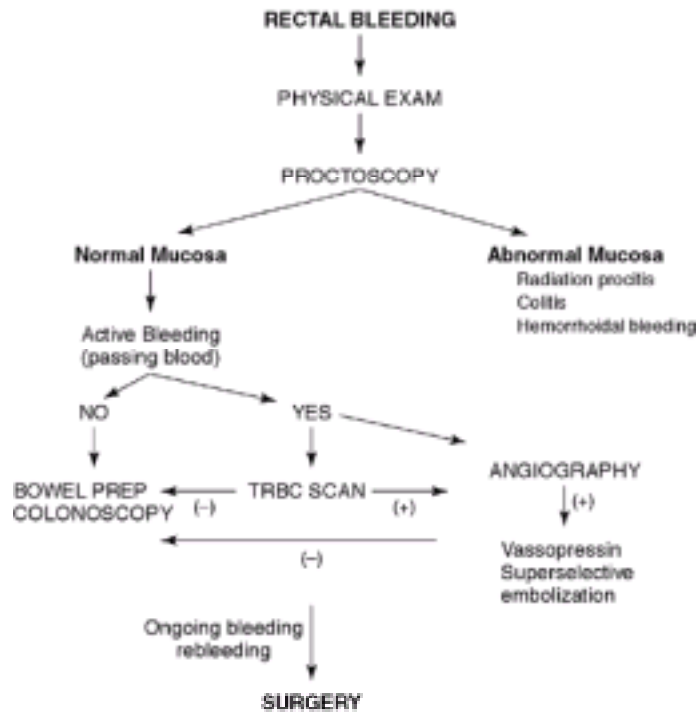 RECTAL BLEEDING
PHYSICAL EXAM
PROCTOSCOPY
Normal Mucosa
Abnormal Mucosa
Radiation procitis
Colitis
Hemorrhoidal bleeding
Active Bleeding
(passing blood)
NO
YES
ANGIOGRAPHY
BOWEL PREP
COLONOSCOPY
(–)
TRBC SCAN
(+)
(+)
(–)
Vassopressin
Superselective
embolization
Ongoing bleeding
rebleeding
SURGERY